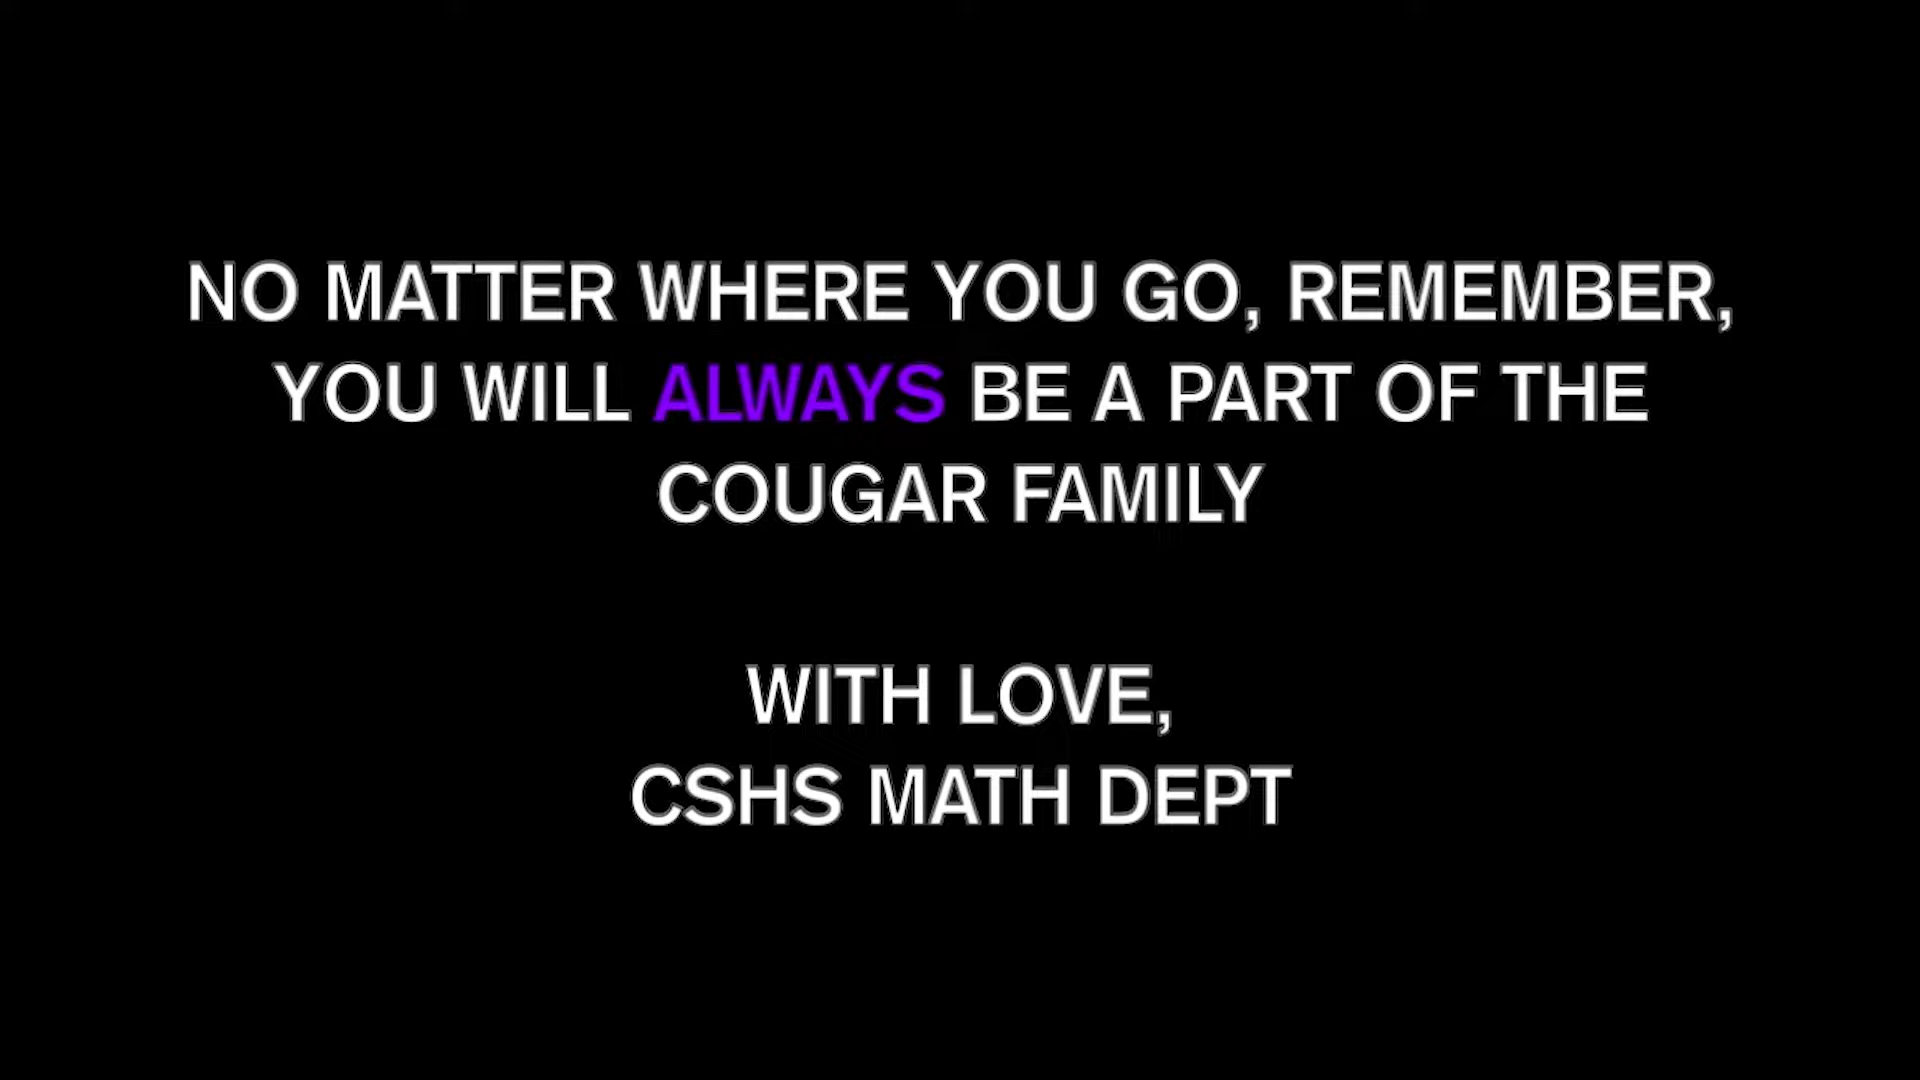 NO MATTER WHERE YOU GO, REMEMBER,
YOU WILL ALWAYS BE A PART OF THE
COUGAR FAMILY
WITH LOVE,
CSHS MATH DEPT